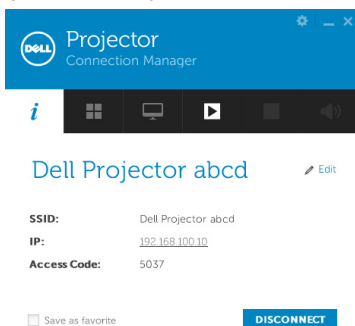 DELL
Projector
Connection Manager
i
Dell Projector abcd
Edit
SSID: Dell Projector abcd
IP: 192.168.100.10
Access Code: 5037
Save as favorite
DISCONNECT